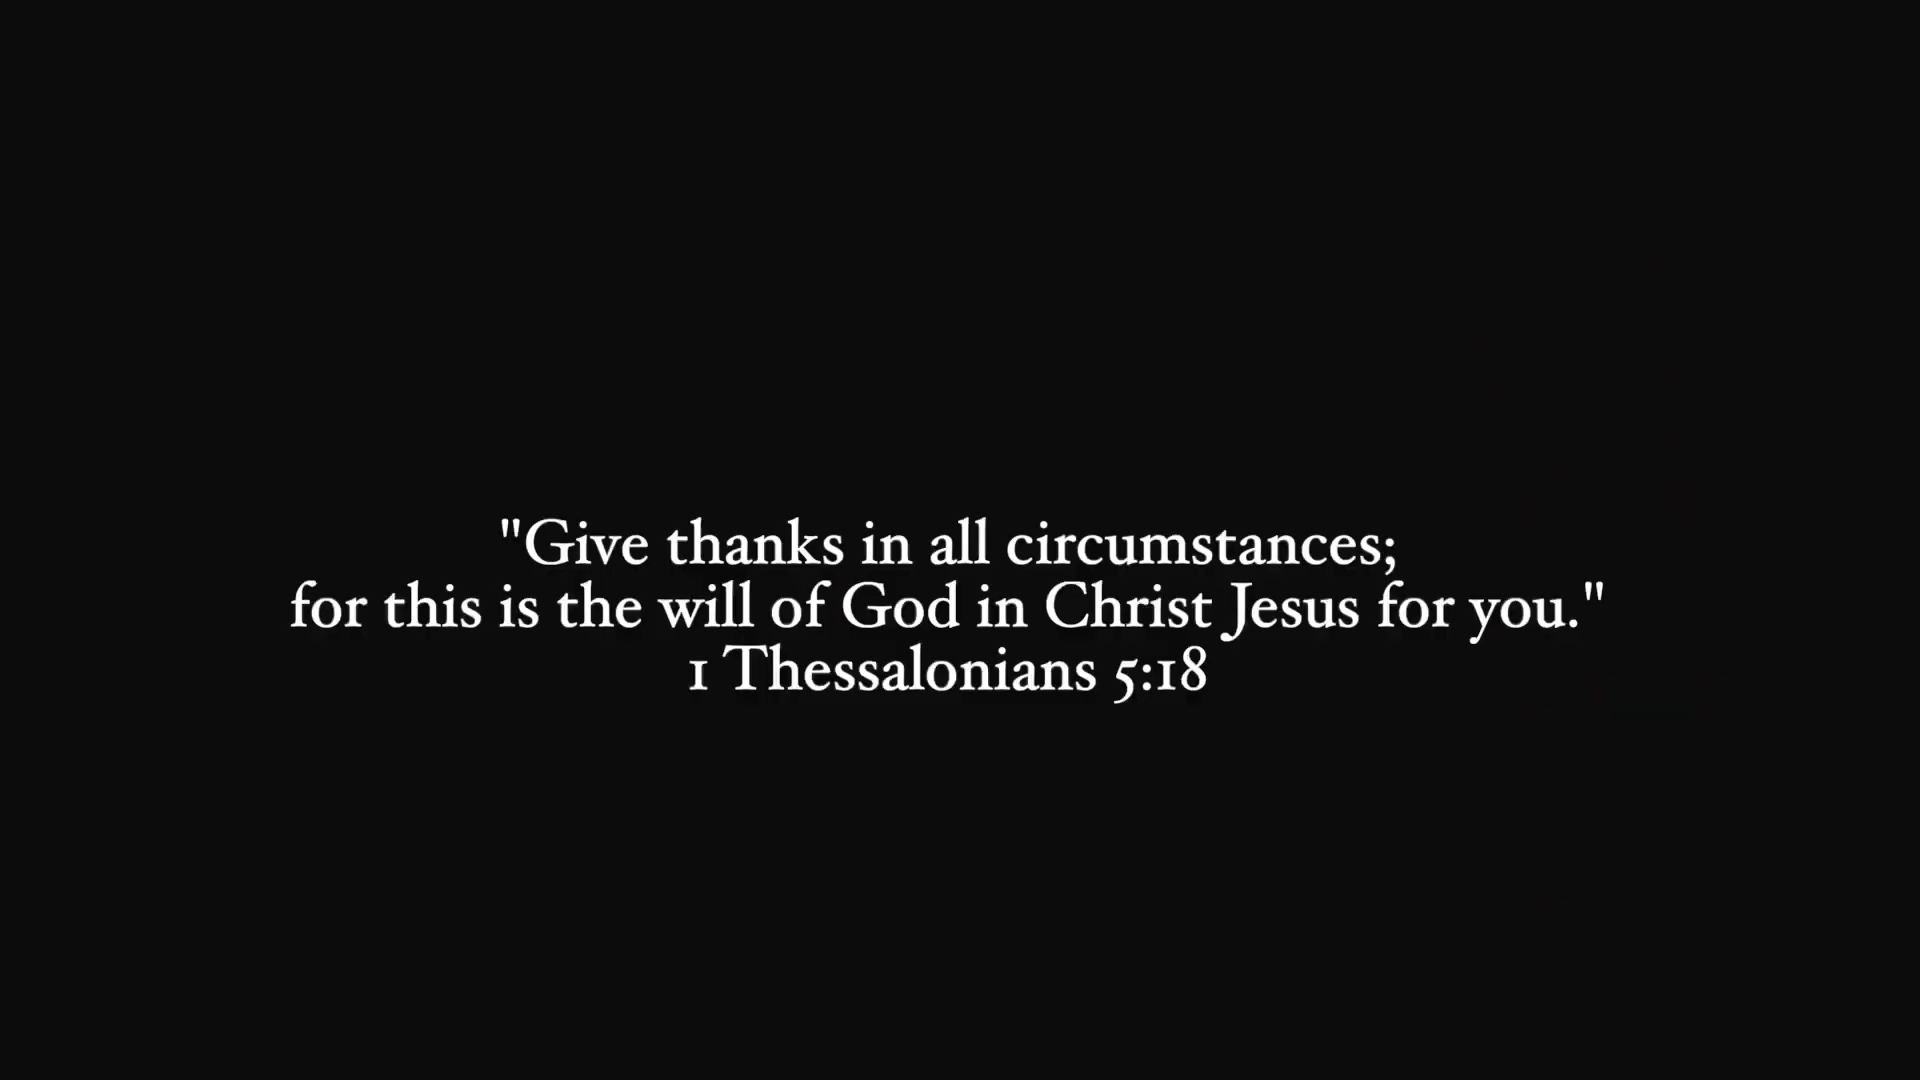 "Give thanks in all circumstances;
for this is the will of God in Christ Jesus for you."
1 Thessalonians 5:18